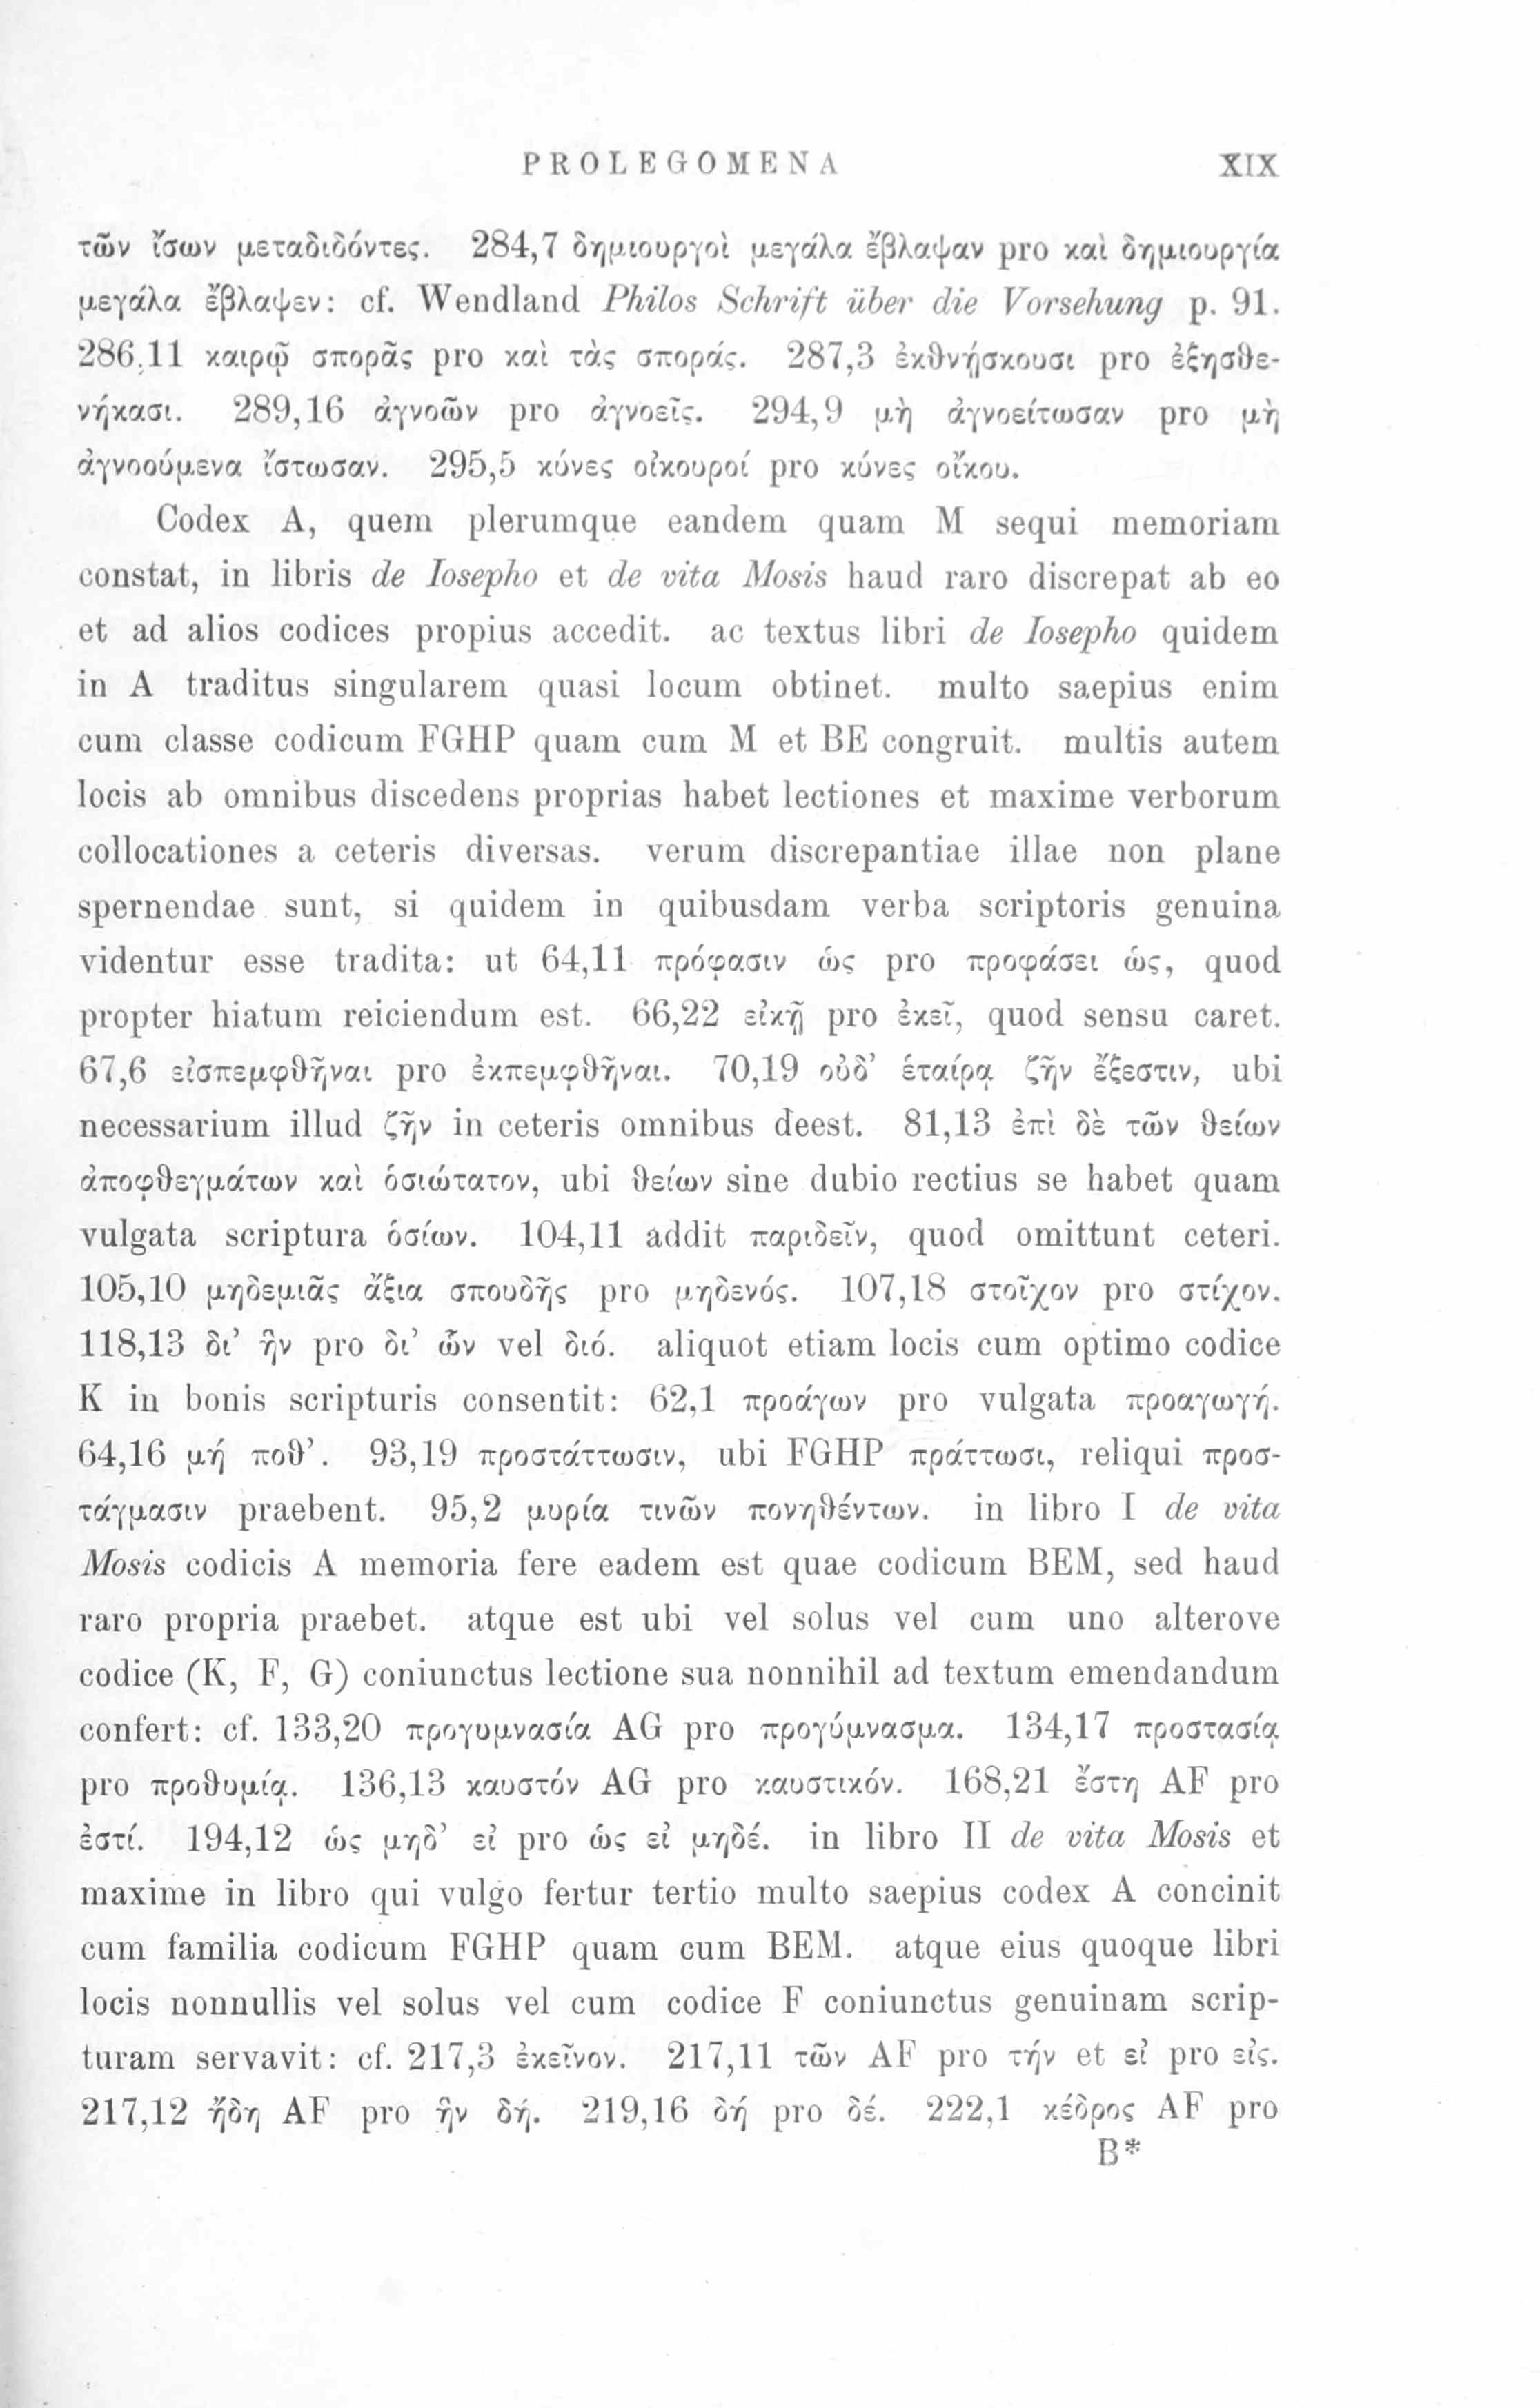 PROLEGOMENA XIX
τῶν ἴσων μεταδιδόντες. 284,7 δημιουργοὶ μεγάλα ἔβλαψαν pro καὶ δημιουργία
μεγάλα ἔβλαψεν: cf. Wendland Philos Schrift über die Vorsehung p. 91.
286,11 καιρῷ σπορᾶς pro καὶ τὰς σποράς. 287,3 ἐκθνῄσκουσι pro ἐξησθε-
νήκασι. 289,16 ἀγνοῶν pro ἀγνοεῖς. 294,9 μὴ ἀγνοείτωσαν pro μὴ
ἀγνοούμενα ἴστωσαν. 295,5 κύνες οἰκουροί pro κύνες οἴκου.
Codex A, quem plerumque eandem quam M sequi memoriam
constat, in libris de Iosepho et de vita Mosis haud raro discrepat ab eo
et ad alios codices propius accedit. ac textus libri de Iosepho quidem
in A traditus singularem quasi locum obtinet. multo saepius enim
cum classe codicum FGHP quam cum M et BE congruit. multis autem
locis ab omnibus discedens proprias habet lectiones et maxime verborum
collocationes a ceteris diversas. verum discrepantiae illae non plane
spernendae sunt, si quidem in quibusdam verba scriptoris genuina
videntur esse tradita: ut 64,11 πρόφασιν ὡς pro προφάσει ὡς, quod
propter hiatum reiciendum est. 66,22 εἰκῇ pro ἐκεῖ, quod sensu caret.
67,6 εἰσπεμφθῆναι pro ἐκπεμφθῆναι. 70,19 οὐδ’ ἑταίρᾳ ζῆν ἔξεστιν, ubi
necessarium illud ζῆν in ceteris omnibus deest. 81,13 ἐπὶ δὲ τῶν θείων
ἀποφθεγμάτων καὶ ὁσιώτατον, ubi θείων sine dubio rectius se habet quam
vulgata scriptura ὁσίων. 104,11 addit παριδεῖν, quod omittunt ceteri.
105,10 μηδεμιᾶς ἄξια σπουδῆς pro μηδενός. 107,18 στοῖχον pro στίχον.
118,13 δι’ ἣν pro δι’ ὧν vel διό. aliquot etiam locis cum optimo codice
K in bonis scripturis consentit: 62,1 προάγων pro vulgata προαγωγή.
64,16 μή ποθ’. 93,19 προστάττωσιν, ubi FGHP πράττωσι, reliqui προσ-
τάγμασιν praebent. 95,2 μυρία τινῶν πονηθέντων. in libro I de vita
Mosis codicis A memoria fere eadem est quae codicum BEM, sed haud
raro propria praebet. atque est ubi vel solus vel cum uno alterove
codice (K, F, G) coniunctus lectione sua nonnihil ad textum emendandum
confert: cf. 133,20 προγυμνασία AG pro προγύμνασμα. 134,17 προστασίᾳ
pro προθυμίᾳ. 136,13 καυστόν AG pro καυστικόν. 168,21 ἔστη AF pro
ἐστί. 194,12 ὡς μηδ’ εἰ pro ὡς εἰ μηδέ. in libro II de vita Mosis et
maxime in libro qui vulgo fertur tertio multo saepius codex A concinit
cum familia codicum FGHP quam cum BEM. atque eius quoque libri
locis nonnullis vel solus vel cum codice F coniunctus genuinam scrip-
turam servavit: cf. 217,3 ἐκεῖνον. 217,11 τῶν AF pro τήν et εἰ pro εἰς.
217,12 ἤδη AF pro ἣν δή. 219,16 δή pro δέ. 222,1 κέδρος AF pro
B*